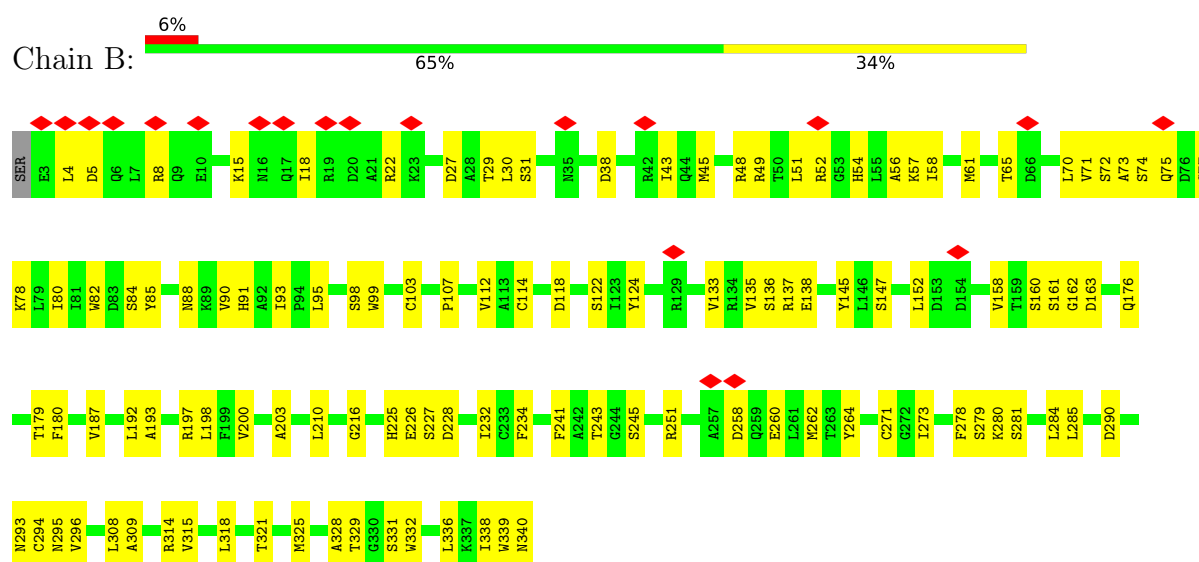 6%
Chain B:
65% 34%
SER E3 L4 D5 Q6 L7 R8 Q9 E10 K15 N16 Q17 I18 R19 D20 A21 R22 K23 D27 A28 T29 L30 S31 N35 D38 R42 I43 Q44 M45 R48 R49 T50 L51 R52 G53 H54 L55 A56 K57 I58 M61 T65 D66 L70 V71 S72 A73 S74 Q75 D76
K78 L79 I80 I81 W82 D83 S84 Y85 N88 K89 V90 H91 A92 I93 P94 L95 S98 W99 C103 P107 V112 A113 C114 D118 S122 I123 Y124 R129 V133 R134 V135 S136 R137 E138 Y145 L146 S147 L152 D153 D154 V158 T159 S160 S161 G162 D163 Q176
T179 F180 V187 L192 A193 R197 L198 F199 V200 A203 L210 G216 H225 E226 S227 D228 I232 C233 F234 F241 A242 T243 G244 S245 R251 A257 D258 Q259 E260 L261 M262 T263 Y264 C271 G272 I273 F278 S279 K280 S281 L284 L285 D290
N293 C294 N295 V296 L308 A309 R314 V315 L318 T321 M325 A328 T329 G330 S331 W332 L336 K337 I338 W339 N340